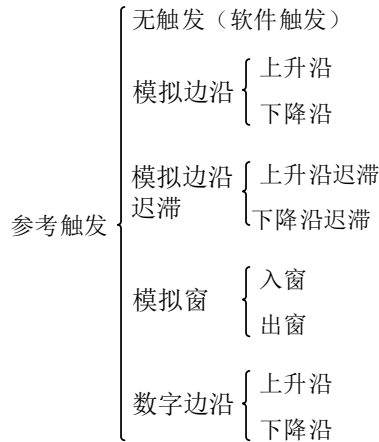 无触发（软件触发）
模拟边沿
上升沿
下降沿
模拟边沿
迟滞
上升沿迟滞
下降沿迟滞
参考触发
模拟窗
入窗
出窗
数字边沿
上升沿
下降沿